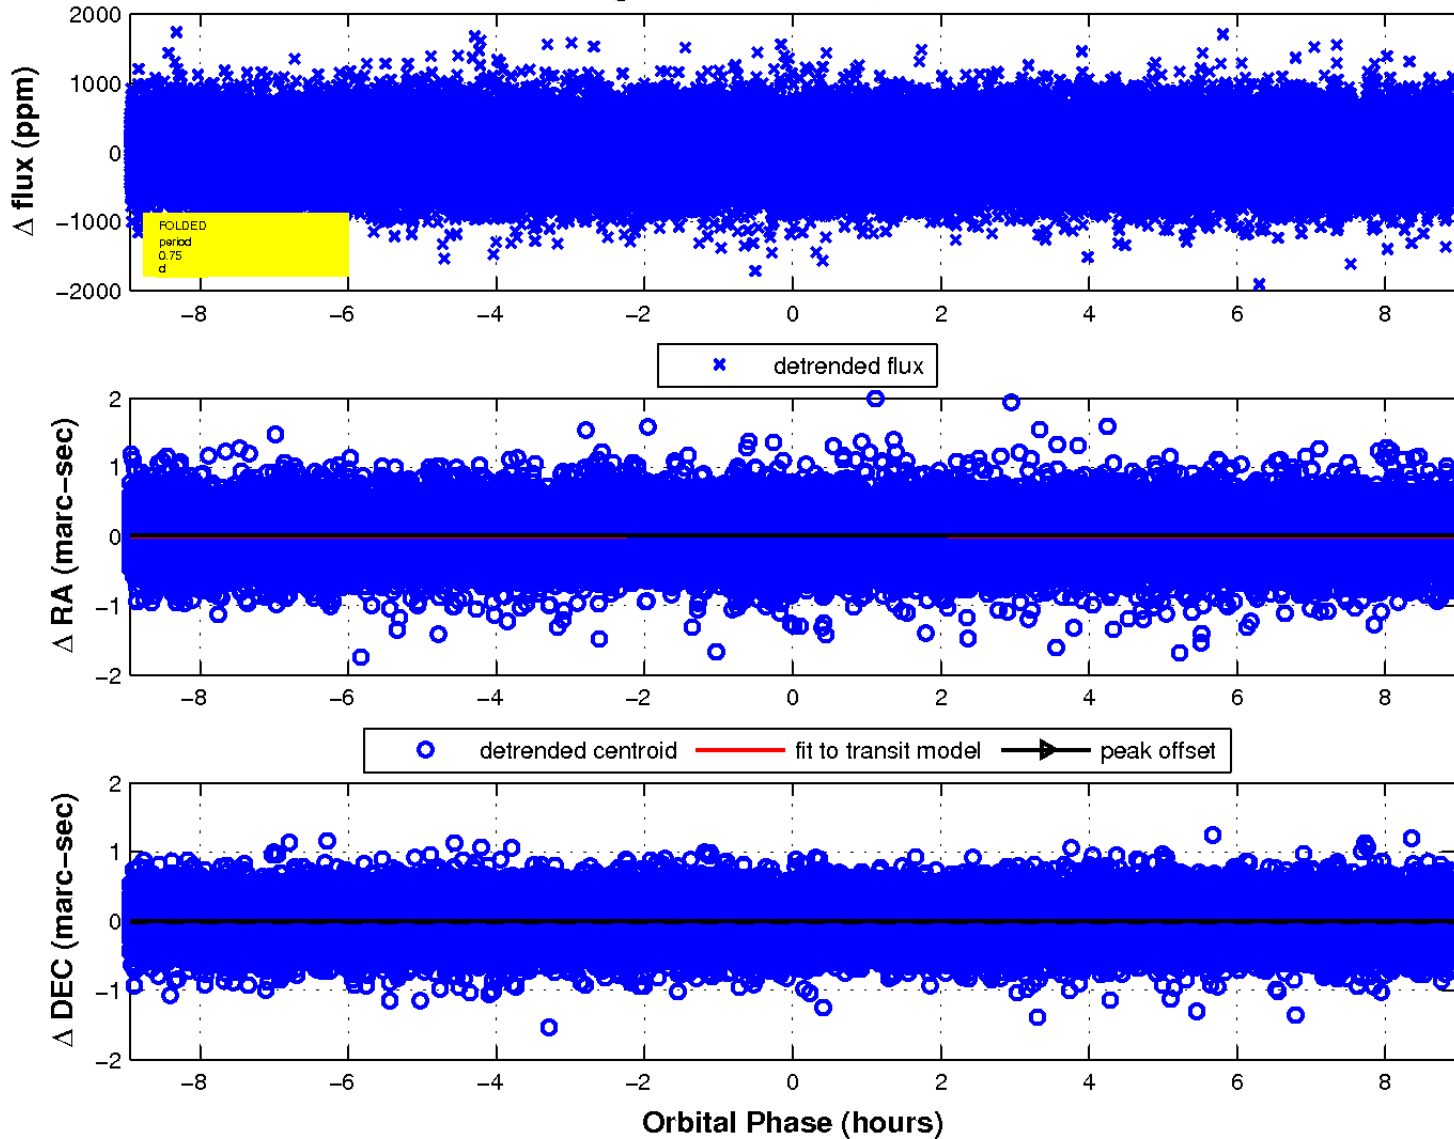 2000
1000
0
−1000
−2000
Δ flux (ppm)
FOLDED
period
0.75
d
−8 −6 −4 −2 0 2 4 6 8
detrended flux
2
1
0
−1
−2
Δ RA (marc−sec)
−8 −6 −4 −2 0 2 4 6 8
detrended centroid fit to transit model peak offset
2
1
0
−1
−2
Δ DEC (marc−sec)
−8 −6 −4 −2 0 2 4 6 8
Orbital Phase (hours)